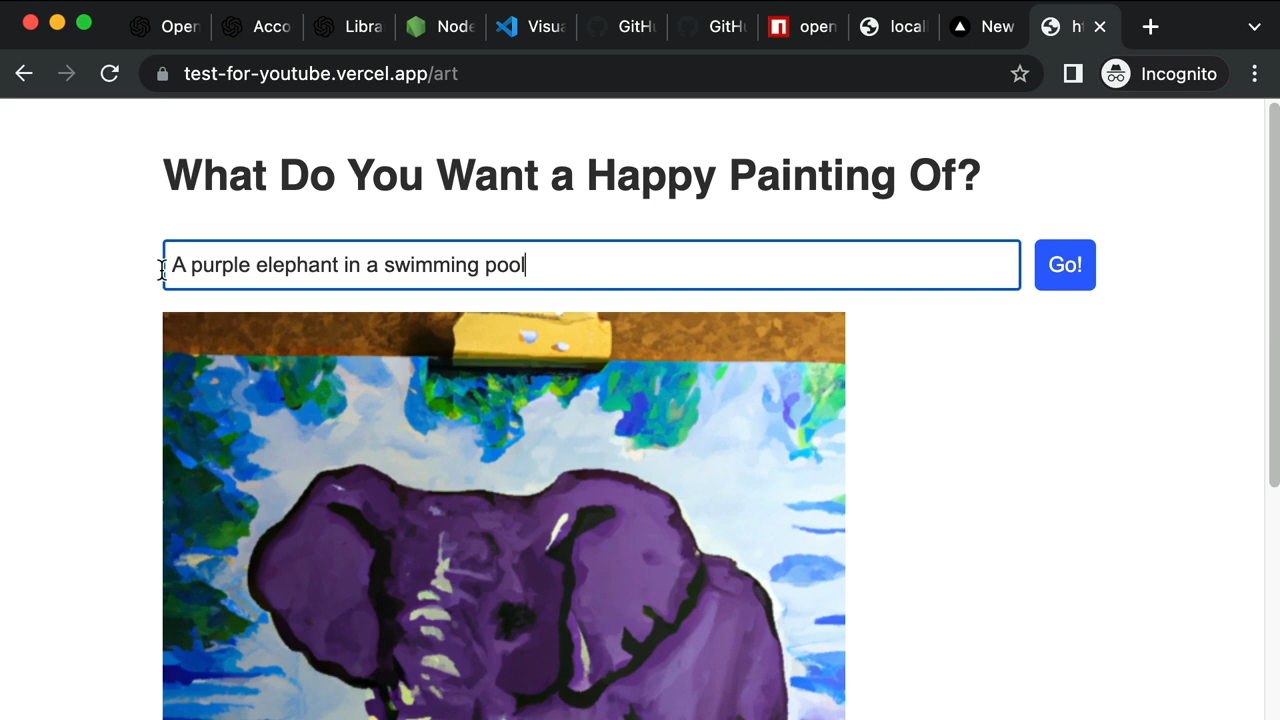 Open Acco Libra Node Visua GitHu GitHu open local New ht
test-for-youtube.vercel.app/art Incognito
What Do You Want a Happy Painting Of?
A purple elephant in a swimming pool Go!